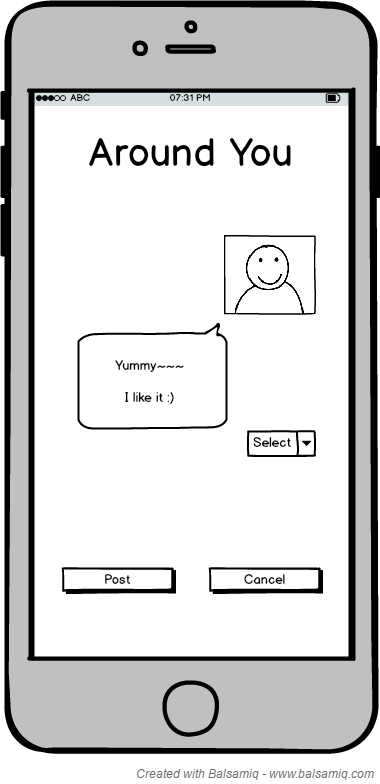 ABC 07:31 PM
Around You
Yummy~~~
I like it :)
Select
Post Cancel
Created with Balsamiq - www.balsamiq.com